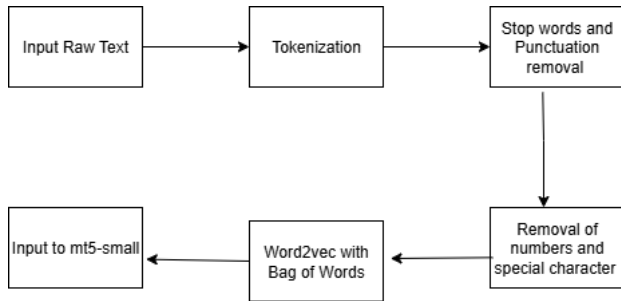 Input Raw Text
Tokenization
Stop words and
Punctuation
removal
Removal of
numbers and
special character
Word2vec with
Bag of Words
Input to mt5-small